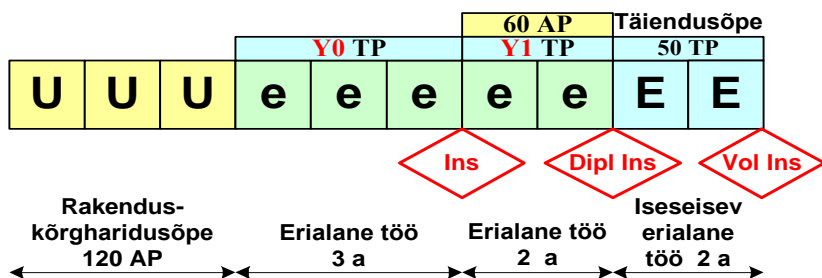 60 AP Täiendusõpe
Y0 TP Y1 TP 50 TP
U U U e e e e e E E
Ins Dipl Ins Vol Ins
Rakendus-
kõrgharidusõpe
120 AP
Erialane töö
3 a
Erialane töö
2 a
Iseseisev
erialane
töö 2 a